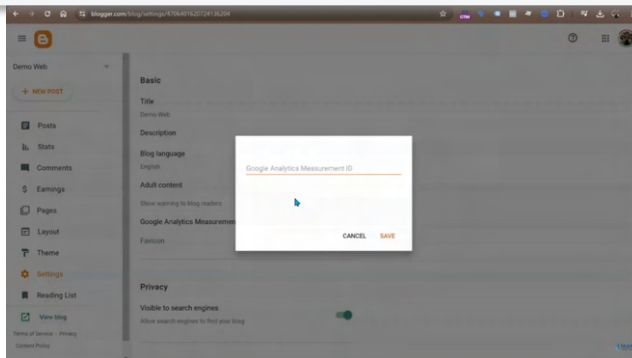 blogger.com/blog/settings/4706401620724136204
Demo Web
+ NEW POST
Posts
Stats
Comments
Earnings
Pages
Layout
Theme
Settings
Reading List
View blog
Terms of Service · Privacy ·
Content Policy
Basic
Title
Demo Web
Description
Blog language
English
Adult content
Show warning to blog readers
Google Analytics Measuremen
Favicon
Google Analytics Measurement ID
CANCEL SAVE
Privacy
Visible to search engines
Allow search engines to find your blog